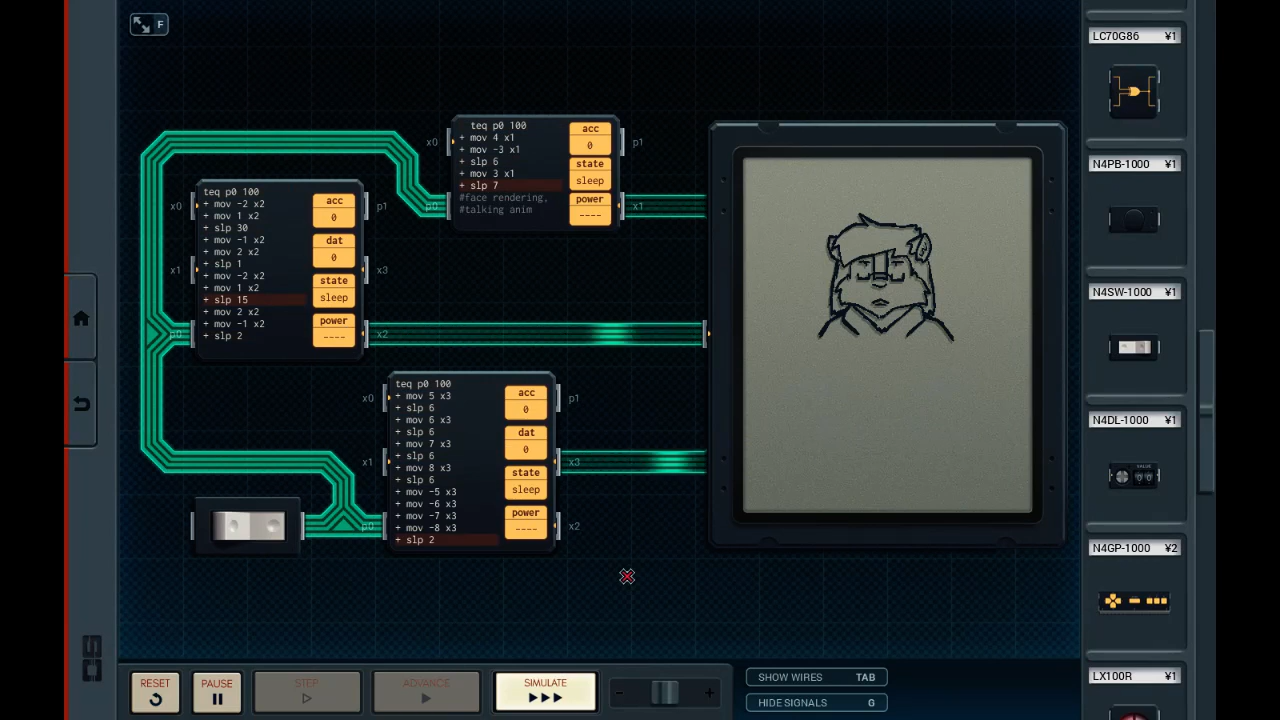 F
x0
teq p0 100
+ mov 4 x1
+ mov -3 x1
+ slp 6
+ mov 3 x1
+ slp 7
#face rendering,
#talking anim
acc
0
state
sleep
power
----
p1
p0
x1
x0
teq p0 100
+ mov -2 x2
+ mov 1 x2
+ slp 30
+ mov -1 x2
+ mov 2 x2
+ slp 1
+ mov -2 x2
+ mov 1 x2
+ slp 15
+ mov 2 x2
+ mov -1 x2
+ slp 2
acc
0
dat
0
state
sleep
power
----
p1
x1
x3
p0
x2
x0
teq p0 100
+ mov 5 x3
+ slp 6
+ mov 6 x3
+ slp 6
+ mov 7 x3
+ slp 6
+ mov 8 x3
+ slp 6
+ mov -5 x3
+ mov -6 x3
+ mov -7 x3
+ mov -8 x3
+ slp 2
acc
0
dat
0
state
sleep
power
----
p1
x1
x3
p0
x2
LC70G86 ¥1
N4PB-1000 ¥1
N4SW-1000 ¥1
N4DL-1000 ¥1
VALUE
N4GP-1000 ¥2
LX100R ¥1
RESET
PAUSE
STEP
ADVANCE
SIMULATE
- +
SHOW WIRES TAB
HIDE SIGNALS G